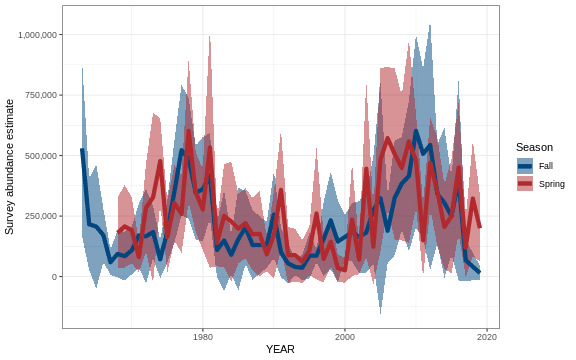 Survey abundance estimate
1,000,000
750,000
500,000
250,000
0
1980
2000
2020
YEAR
Season
Fall
Spring